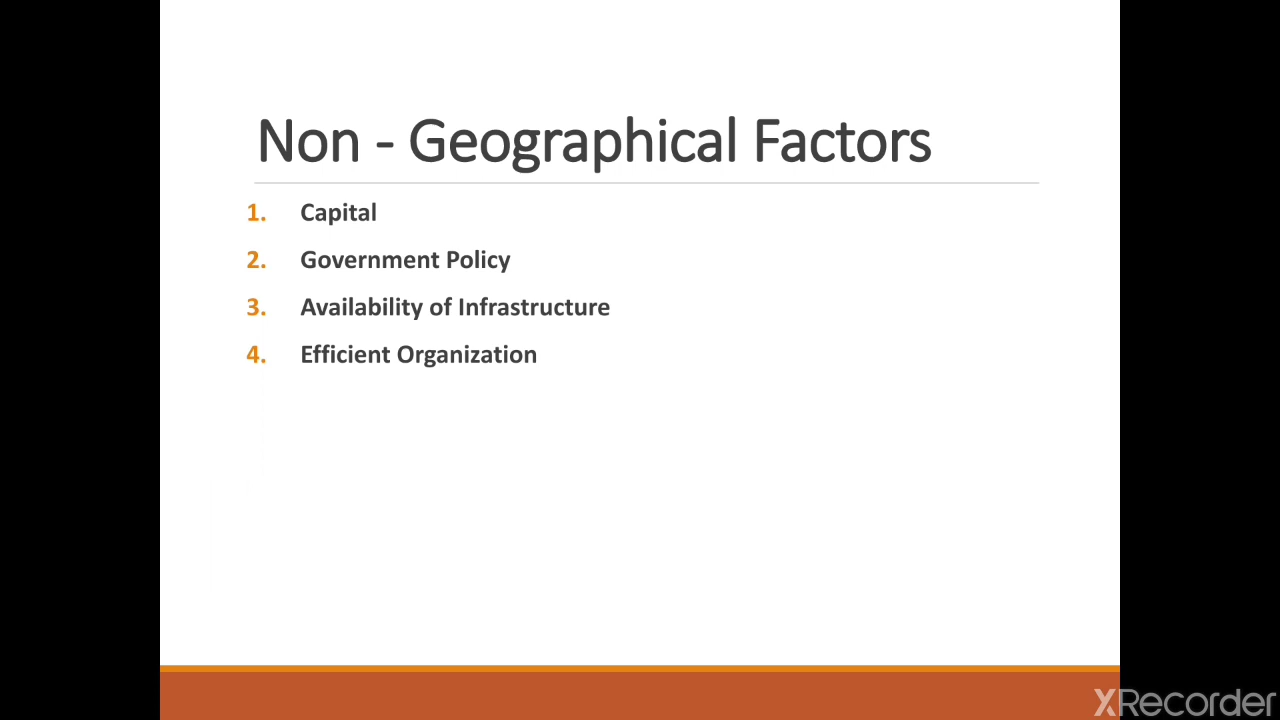 Non - Geographical Factors
1. Capital
2. Government Policy
3. Availability of Infrastructure
4. Efficient Organization
XRecorder